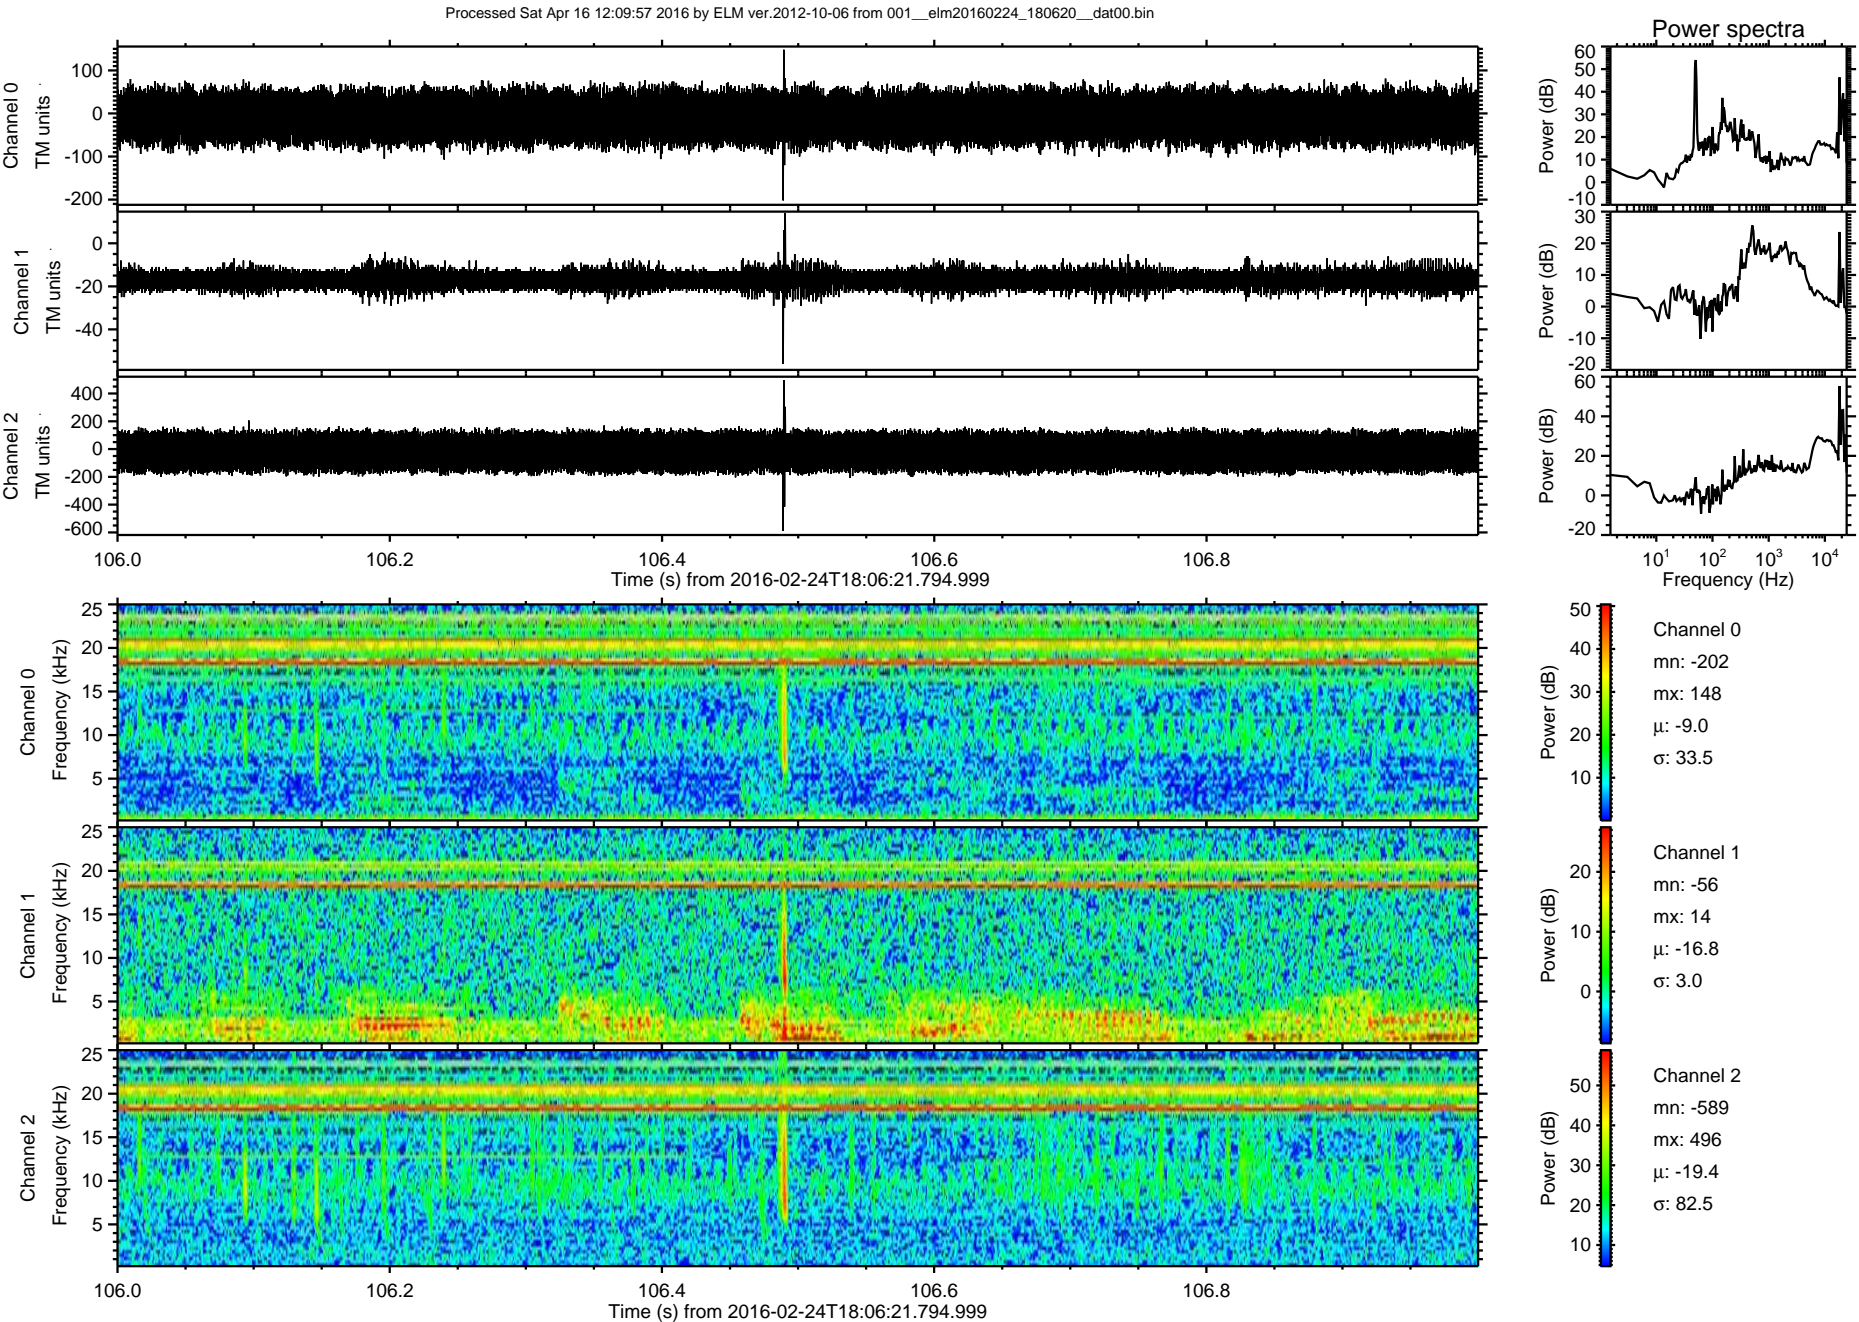 Processed Sat Apr 16 12:09:57 2016 by ELM ver.2012-10-06 from 001__elm20160224_180620__dat00.bin
Power spectra
Channel 0
TM units
100
0
-100
-200
Power (dB)
60
50
40
30
20
10
0
-10
Channel 1
TM units
0
-20
-40
Power (dB)
30
20
10
0
-10
-20
Channel 2
TM units
400
200
0
-200
-400
-600
Power (dB)
60
40
20
0
-20
106.0 106.2 106.4 106.6 106.8
Time (s) from 2016-02-24T18:06:21.794.999
10^1 10^2 10^3 10^4
Frequency (Hz)
Channel 0
Frequency (kHz)
25
20
15
10
5
Power (dB)
50
40
30
20
10
Channel 0
mn: -202
mx: 148
μ: -9.0
σ: 33.5
Channel 1
Frequency (kHz)
25
20
15
10
5
Power (dB)
20
10
0
Channel 1
mn: -56
mx: 14
μ: -16.8
σ: 3.0
Channel 2
Frequency (kHz)
25
20
15
10
5
Power (dB)
50
40
30
20
10
Channel 2
mn: -589
mx: 496
μ: -19.4
σ: 82.5
106.0 106.2 106.4 106.6 106.8
Time (s) from 2016-02-24T18:06:21.794.999